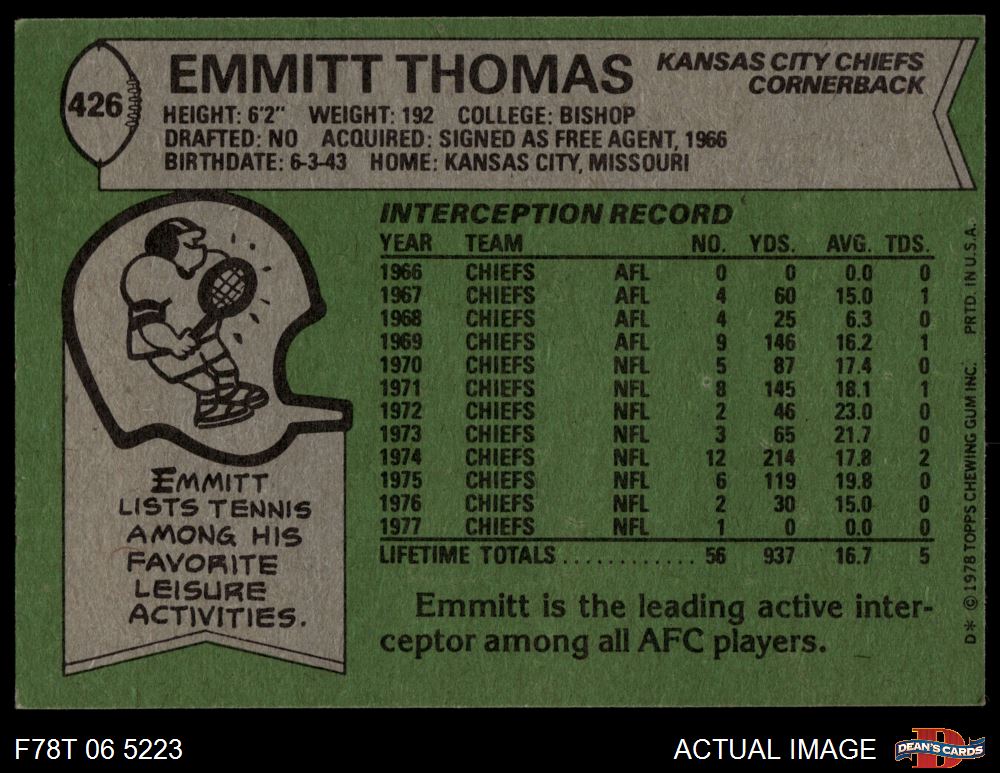 426
EMMITT THOMAS
KANSAS CITY CHIEFS
CORNERBACK
HEIGHT: 6'2" WEIGHT: 192 COLLEGE: BISHOP
DRAFTED: NO ACQUIRED: SIGNED AS FREE AGENT, 1966
BIRTHDATE: 6-3-43 HOME: KANSAS CITY, MISSOURI
INTERCEPTION RECORD
YEAR TEAM NO. YDS. AVG. TDS.
1966 CHIEFS AFL 0 0 0.0 0
1967 CHIEFS AFL 4 60 15.0 1
1968 CHIEFS AFL 4 25 6.3 0
1969 CHIEFS AFL 9 146 16.2 1
1970 CHIEFS NFL 5 87 17.4 0
1971 CHIEFS NFL 8 145 18.1 1
1972 CHIEFS NFL 2 46 23.0 0
1973 CHIEFS NFL 3 65 21.7 0
1974 CHIEFS NFL 12 214 17.8 2
1975 CHIEFS NFL 6 119 19.8 0
1976 CHIEFS NFL 2 30 15.0 0
1977 CHIEFS NFL 1 0 0.0 0
LIFETIME TOTALS ............ 56 937 16.7 5
Emmitt is the leading active inter-
ceptor among all AFC players.
EMMITT
LISTS TENNIS
AMONG HIS
FAVORITE
LEISURE
ACTIVITIES.
D* © 1978 TOPPS CHEWING GUM INC. PRTD. IN U.S.A.
F78T 06 5223
ACTUAL IMAGE
D
DEAN'S CARDS